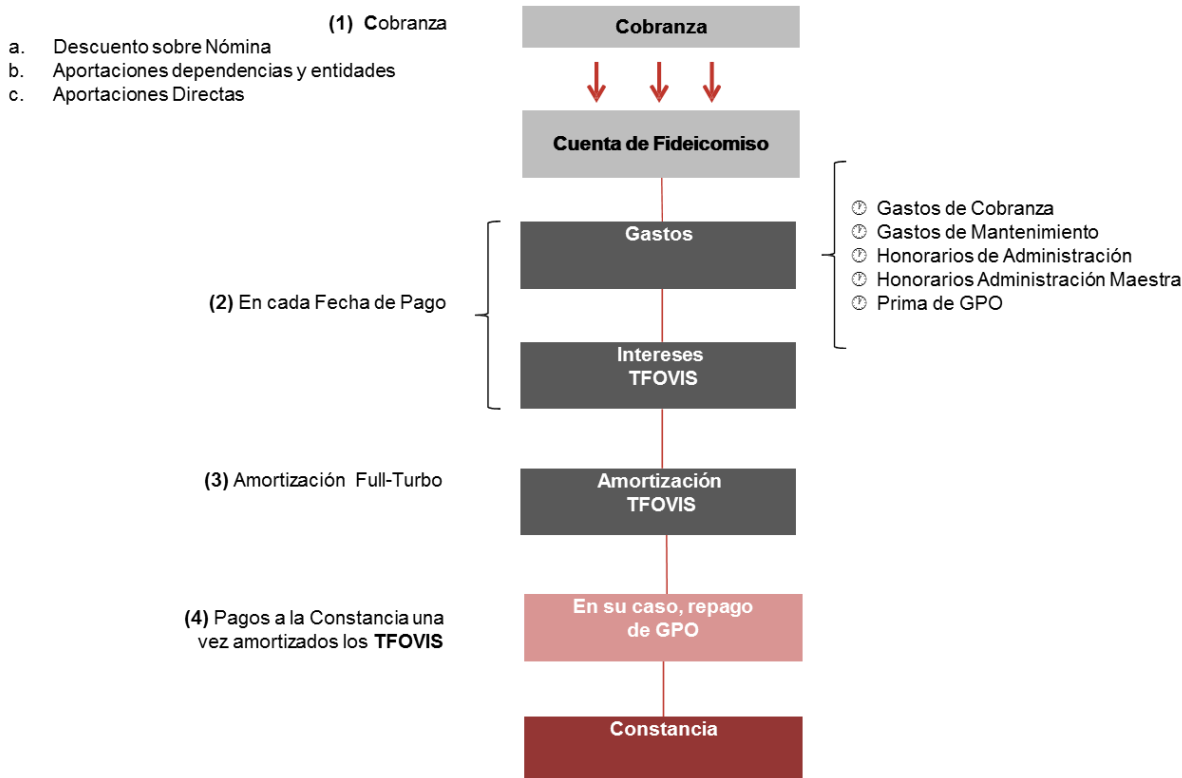 (1) Cobranza
a. Descuento sobre Nómina
b. Aportaciones dependencias y entidades
c. Aportaciones Directas
Cobranza
Cuenta de Fideicomiso
Gastos
Gastos de Cobranza
Gastos de Mantenimiento
Honorarios de Administración
Honorarios Administración Maestra
Prima de GPO
(2) En cada Fecha de Pago
Intereses
TFOVIS
(3) Amortización Full-Turbo
Amortización
TFOVIS
(4) Pagos a la Constancia una
vez amortizados los TFOVIS
En su caso, repago
de GPO
Constancia